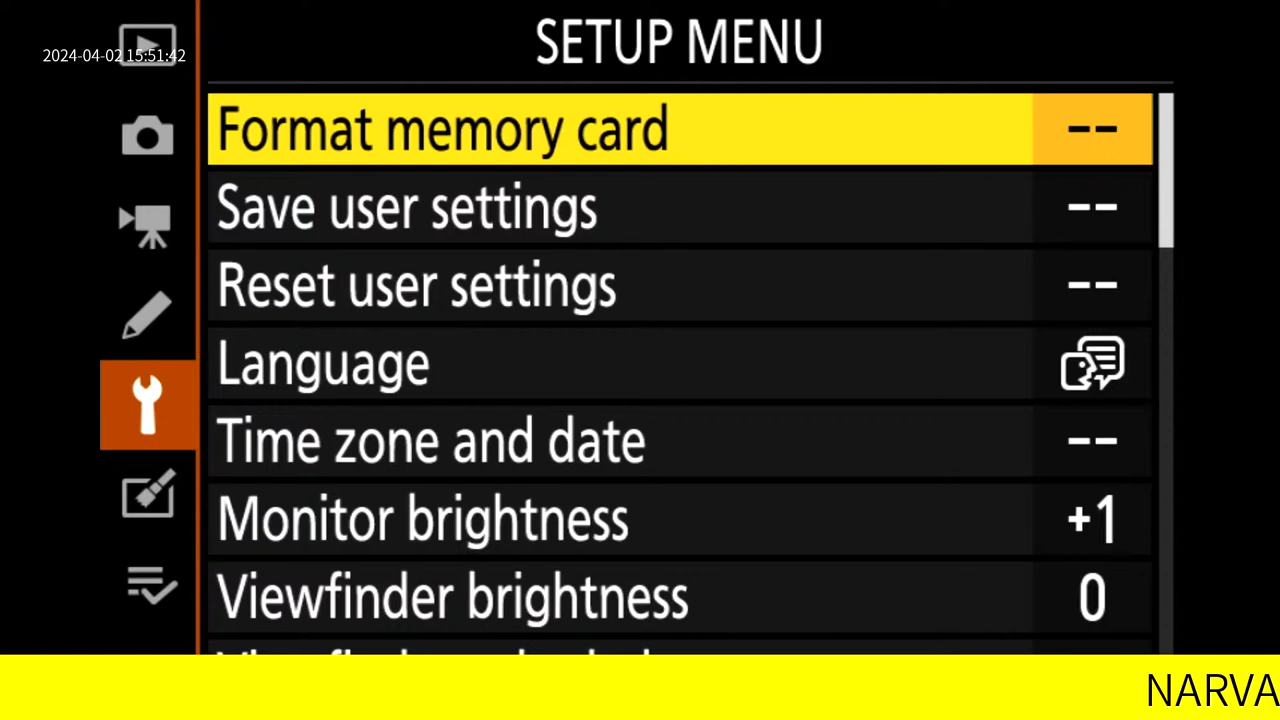 SETUP MENU
2024-04-02 15:51:42
Format memory card --
Save user settings --
Reset user settings --
Language
Time zone and date --
Monitor brightness +1
Viewfinder brightness 0
NARVA